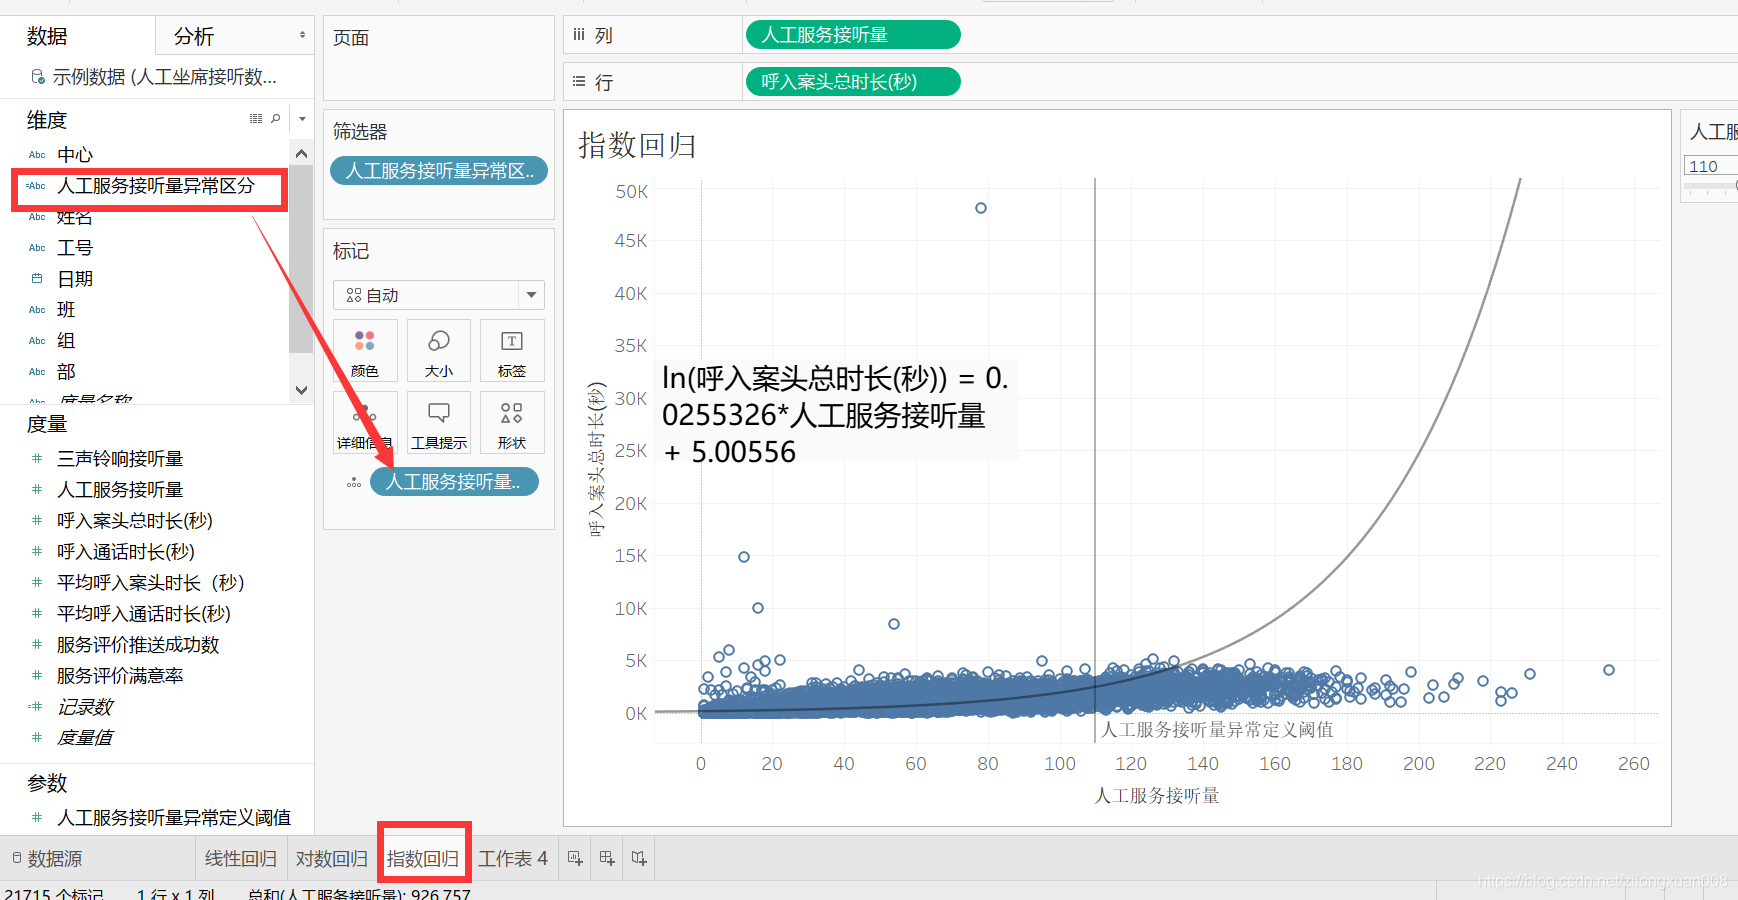 数据
分析
示例数据 (人工坐席接听数...
维度
Abc 中心
=Abc 人工服务接听量异常区分
Abc 姓名
Abc 工号
日期
Abc 班
Abc 组
Abc 部
Abc 度量名称
度量
# 三声铃响接听量
# 人工服务接听量
# 呼入案头总时长(秒)
# 呼入通话时长(秒)
# 平均呼入案头时长（秒）
# 平均呼入通话时长(秒)
# 服务评价推送成功数
# 服务评价满意率
=# 记录数
# 度量值
参数
# 人工服务接听量异常定义阈值
页面
筛选器
人工服务接听量异常区..
标记
自动
颜色
大小
T
标签
详细信息
工具提示
形状
人工服务接听量..
iii 列
人工服务接听量
行
呼入案头总时长(秒)
指数回归
50K
45K
40K
35K
30K
25K
20K
15K
10K
5K
0K
呼入案头总时长(秒)
ln(呼入案头总时长(秒)) = 0.
0255326*人工服务接听量
+ 5.00556
人工服务接听量异常定义阈值
0 20 40 60 80 100 120 140 160 180 200 220 240 260
人工服务接听量
人工服
110
数据源
线性回归
对数回归
指数回归
工作表 4
21715 个标记
1 行 x 1 列
总和(人工服务接听量): 926,757
https://blog.csdn.net/zilongxuan008